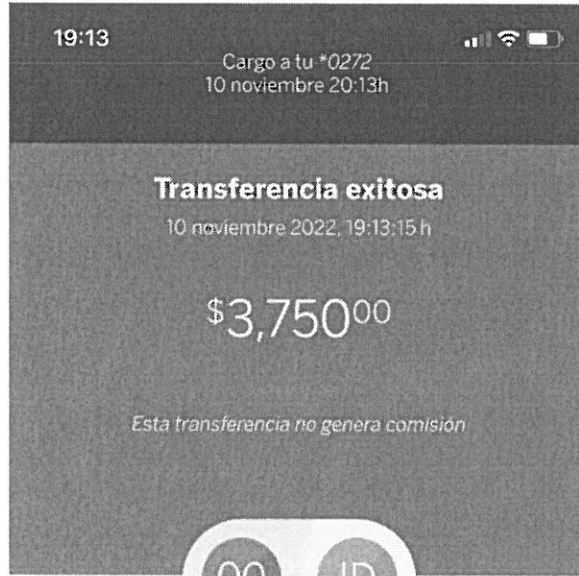 19:13
Cargo a tu *0272
10 noviembre 20:13h
Transferencia exitosa
10 noviembre 2022, 19:13:15 h
$3,750⁰⁰
Esta transferencia no genera comisión